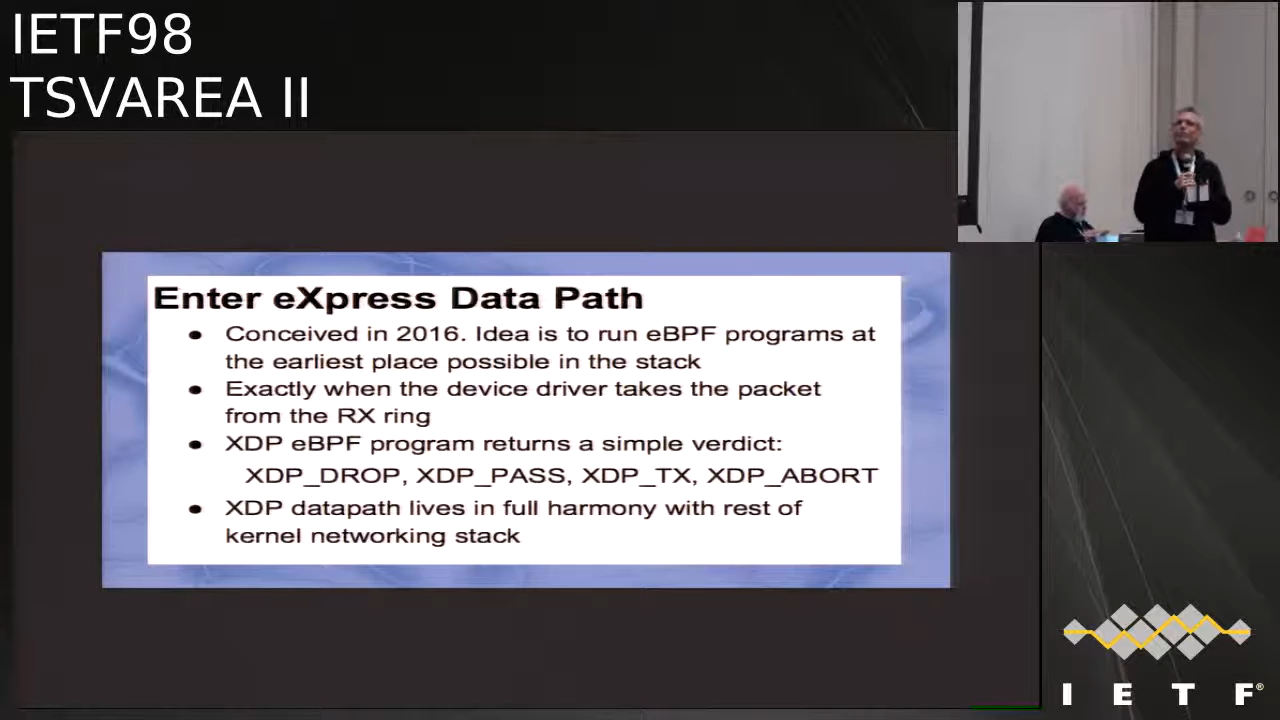 IETF98
TSVAREA II
Enter eXpress Data Path
● Conceived in 2016. Idea is to run eBPF programs at
the earliest place possible in the stack
● Exactly when the device driver takes the packet
from the RX ring
● XDP eBPF program returns a simple verdict:
XDP_DROP, XDP_PASS, XDP_TX, XDP_ABORT
● XDP datapath lives in full harmony with rest of
kernel networking stack
I E T F®